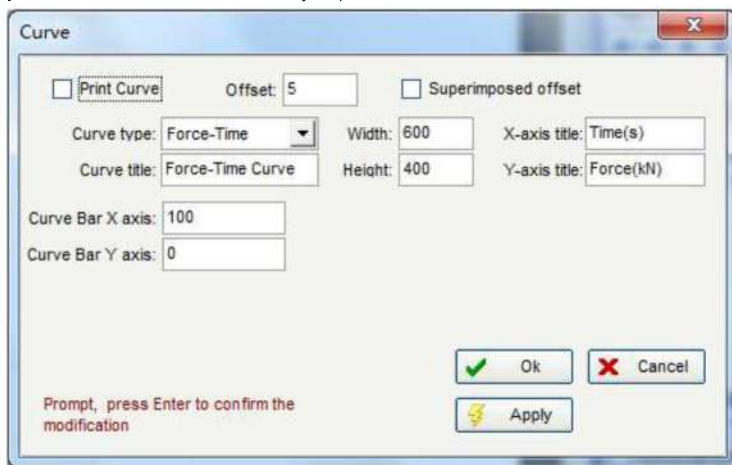 Curve
Print Curve Offset: 5 Superimposed offset
Curve type: Force-Time Width: 600 X-axis title: Time(s)
Curve title: Force-Time Curve Height: 400 Y-axis title: Force(kN)
Curve Bar X axis: 100
Curve Bar Y axis: 0
Ok Cancel
Prompt, press Enter to confirm the
modification
Apply